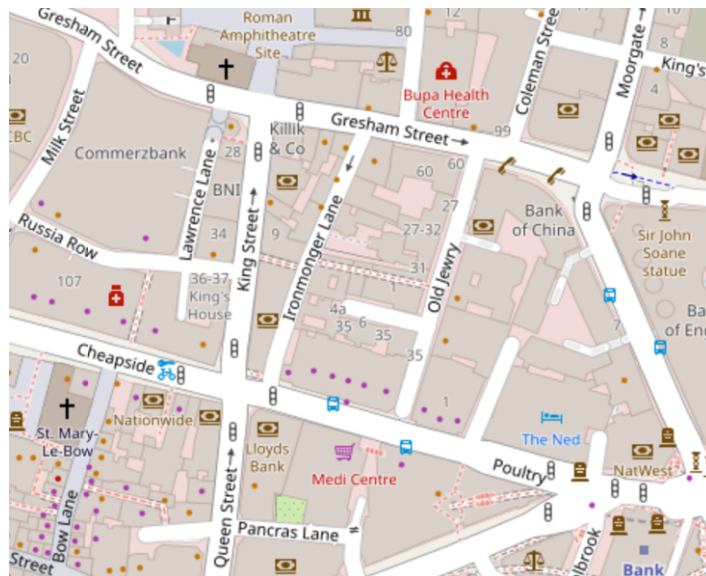 Gresham Street
Roman
Amphitheatre
Site
80
12
Coleman Stree
Moorgate
8
King's
20
4
CBC
Milk Street
Commerzbank
Bupa Health
Centre
Killik
& Co
Gresham Street
99
28
BNI
Lawrence Lane
34
King Street
9
Ironmonger Lane
60
60
27
27-32
31
1
Old Jewry
Bank
of China
Sir John
Soane
statue
Russia Row
107
36-37
King's
House
4a
35
6
35
35
7
Ba
of En
Cheapside
Nationwide
St. Mary-
Le-Bow
Lloyds
Bank
1
Medi Centre
The Ned
Poultry
NatWest
Bow Lane
Queen Street
Pancras Lane
Street
lbrook
Bank